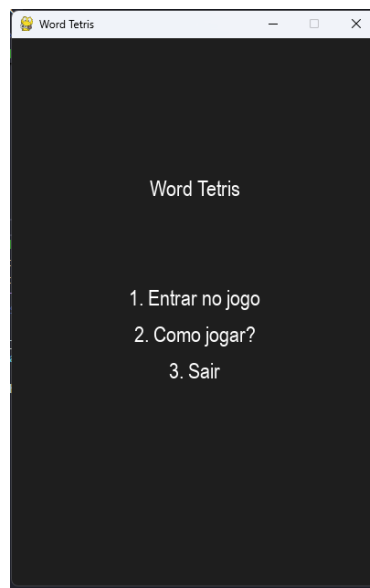 Word Tetris
Word Tetris
1. Entrar no jogo
2. Como jogar?
3. Sair